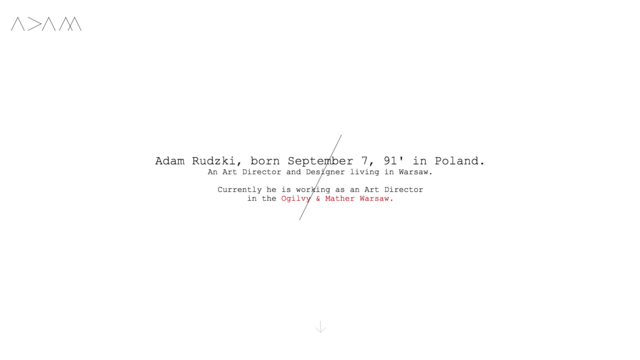 ADAM
Adam Rudzki, born September 7, 91' in Poland.
An Art Director and Designer living in Warsaw.
Currently he is working as an Art Director
in the Ogilvy & Mather Warsaw.